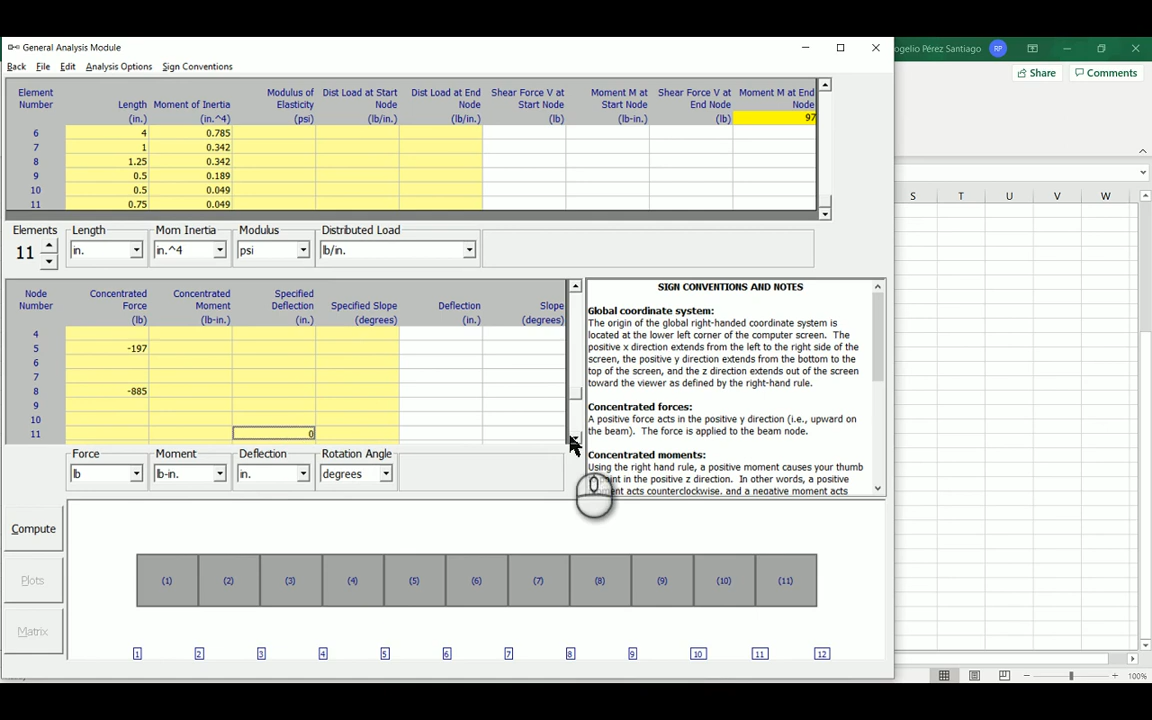 General Analysis Module
ogelio Pérez Santiago RP
Back File Edit Analysis Options Sign Conventions
Share Comments
Element Number
Length (in.)
Moment of Inertia (in.^4)
Modulus of Elasticity (psi)
Dist Load at Start Node (lb/in.)
Dist Load at End Node (lb/in.)
Shear Force V at Start Node (lb)
Moment M at Start Node (lb-in.)
Shear Force V at End Node (lb)
Moment M at End Node
97
6 4 0.785
7 1 0.342
8 1.25 0.342
9 0.5 0.189
10 0.5 0.049
11 0.75 0.049
S T U V W
Elements Length Mom Inertia Modulus Distributed Load
11 in. in.^4 psi lb/in.
Node Number
Concentrated Force (lb)
Concentrated Moment (lb-in.)
Specified Deflection (in.)
Specified Slope (degrees)
Deflection (in.)
Slope (degrees)
4
5 -197
6
7
8 -885
9
10
11 0
SIGN CONVENTIONS AND NOTES
Global coordinate system:
The origin of the global right-handed coordinate system is
located at the lower left corner of the computer screen. The
positive x direction extends from the left to the right side of the
screen, the positive y direction extends from the bottom to the
top of the screen, and the z direction extends out of the screen
toward the viewer as defined by the right-hand rule.
Concentrated forces:
A positive force acts in the positive y direction (i.e., upward on
the beam). The force is applied to the beam node.
Concentrated moments:
Using the right hand rule, a positive moment causes your thumb
point in the positive z direction. In other words, a positive
acts counterclockwise, and a negative moment acts
Force Moment Deflection Rotation Angle
lb lb-in. in. degrees
Compute
Plots
Matrix
(1) (2) (3) (4) (5) (6) (7) (8) (9) (10) (11)
1 2 3 4 5 6 7 8 9 10 11 12
100%